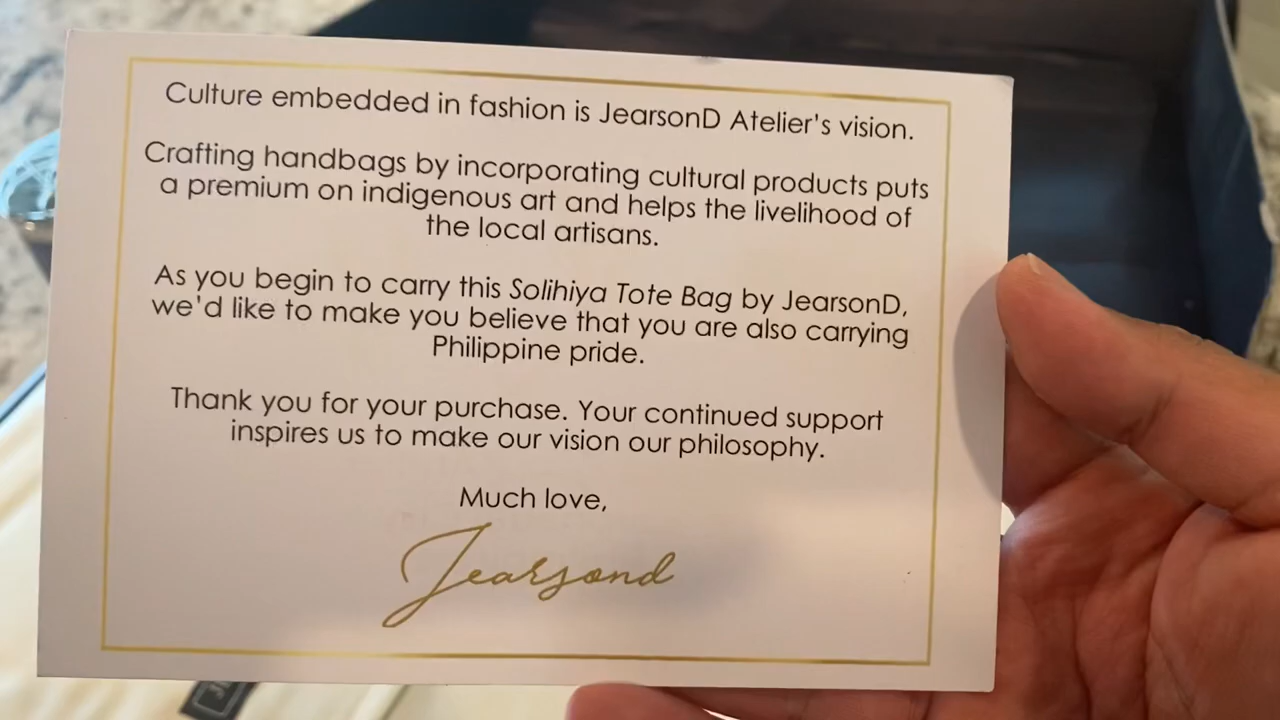 Culture embedded in fashion is JearsonD Atelier's vision.
Crafting handbags by incorporating cultural products puts
a premium on indigenous art and helps the livelihood of
the local artisans.
As you begin to carry this Solihiya Tote Bag by JearsonD,
we'd like to make you believe that you are also carrying
Philippine pride.
Thank you for your purchase. Your continued support
inspires us to make our vision our philosophy.
Much love,
Jearsond